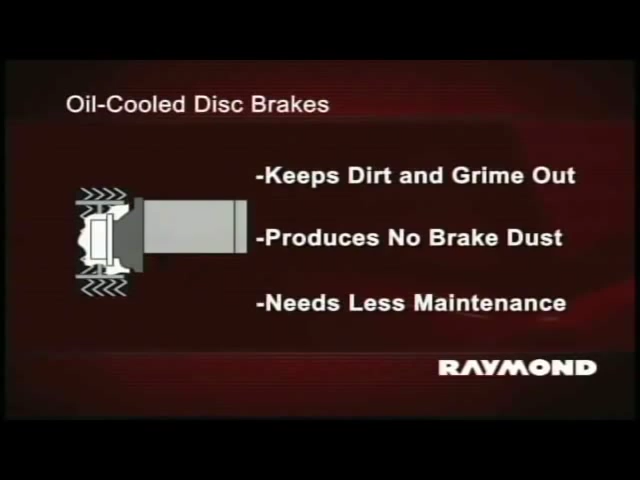 Oil-Cooled Disc Brakes
-Keeps Dirt and Grime Out
-Produces No Brake Dust
-Needs Less Maintenance
RAYMOND